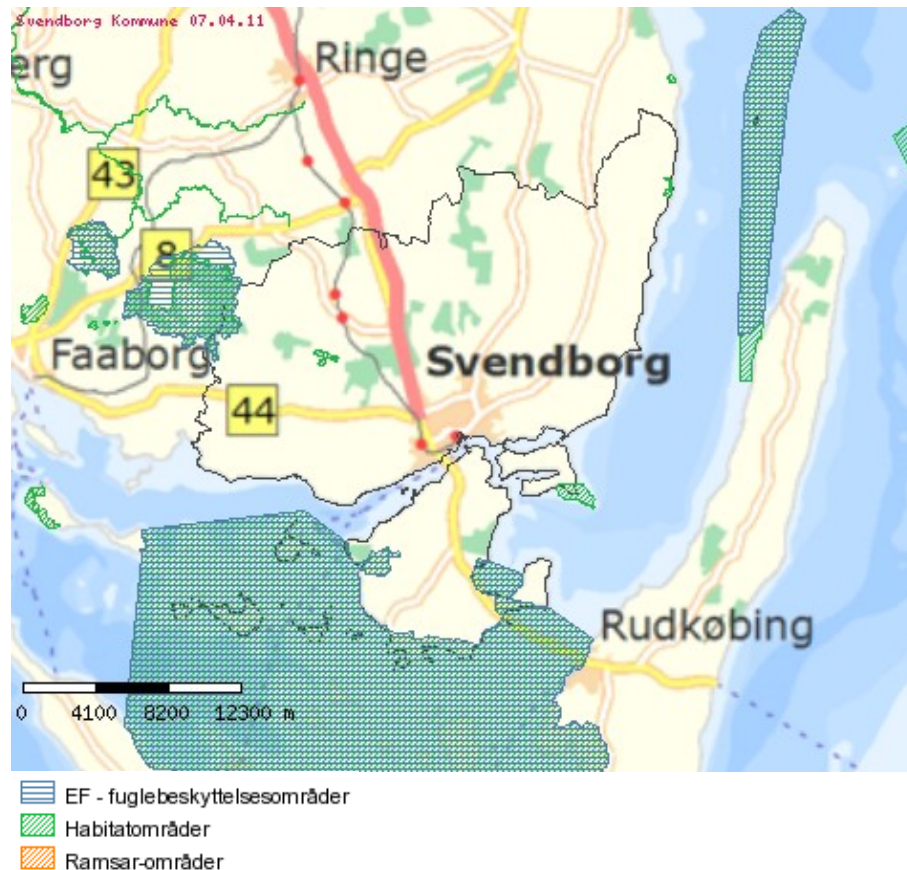 Svendborg Kommune 07.04.11
Ringe
erg
43
8
Faaborg
Svendborg
44
Rudkøbing
0 4100 8200 12300 m
EF - fuglebeskyttelsesområder
Habitatområder
Ramsar-områder